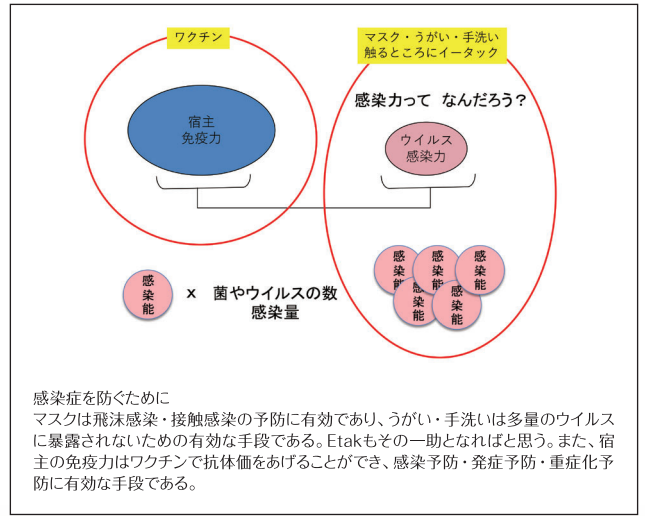 ワクチン
マスク・うがい・手洗い
触るところにイータック
感染力って なんだろう?
宿主
免疫力
ウイルス
感染力
感染能
× 菌やウイルスの数
感染量
感染能
感染能
感染能
感染能
感染能
感染症を防ぐために
マスクは飛沫感染・接触感染の予防に有効であり、うがい・手洗いは多量のウイルス
に暴露されないための有効な手段である。Etakもその一助となればと思う。また、宿
主の免疫力はワクチンで抗体価をあげることができ、感染予防・発症予防・重症化予
防に有効な手段である。